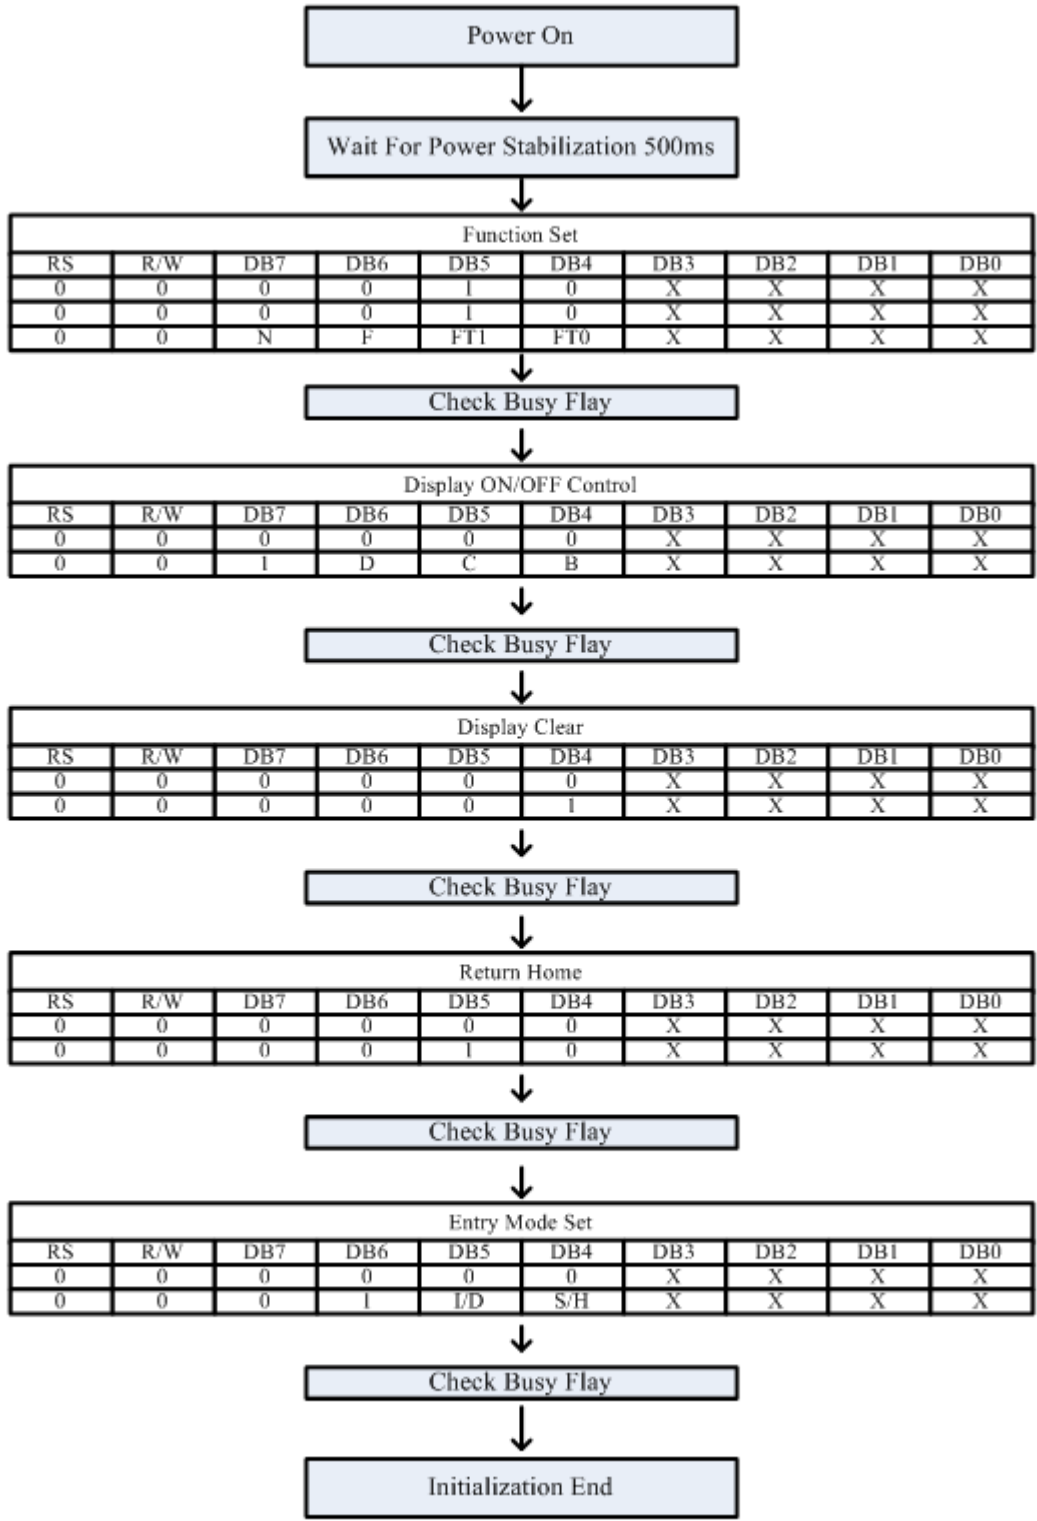 Power On
Wait For Power Stabilization 500ms
Function Set
RS R/W DB7 DB6 DB5 DB4 DB3 DB2 DB1 DB0
0 0 0 0 1 0 X X X X
0 0 0 0 1 0 X X X X
0 0 N F FT1 FT0 X X X X
Check Busy Flay
Display ON/OFF Control
RS R/W DB7 DB6 DB5 DB4 DB3 DB2 DB1 DB0
0 0 0 0 0 0 X X X X
0 0 1 D C B X X X X
Check Busy Flay
Display Clear
RS R/W DB7 DB6 DB5 DB4 DB3 DB2 DB1 DB0
0 0 0 0 0 0 X X X X
0 0 0 0 0 1 X X X X
Check Busy Flay
Return Home
RS R/W DB7 DB6 DB5 DB4 DB3 DB2 DB1 DB0
0 0 0 0 0 0 X X X X
0 0 0 0 1 0 X X X X
Check Busy Flay
Entry Mode Set
RS R/W DB7 DB6 DB5 DB4 DB3 DB2 DB1 DB0
0 0 0 0 0 0 X X X X
0 0 0 1 I/D S/H X X X X
Check Busy Flay
Initialization End